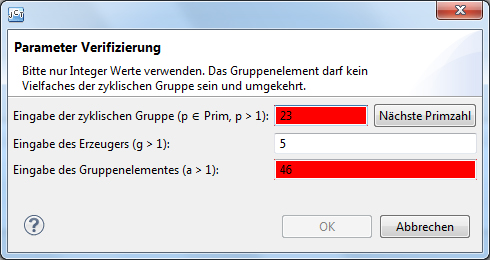 JCT
Parameter Verifizierung
Bitte nur Integer Werte verwenden. Das Gruppenelement darf kein
Vielfaches der zyklischen Gruppe sein und umgekehrt.
Eingabe der zyklischen Gruppe (p ∈ Prim, p > 1): 23 Nächste Primzahl
Eingabe des Erzeugers (g > 1): 5
Eingabe des Gruppenelementes (a > 1): 46
? OK Abbrechen